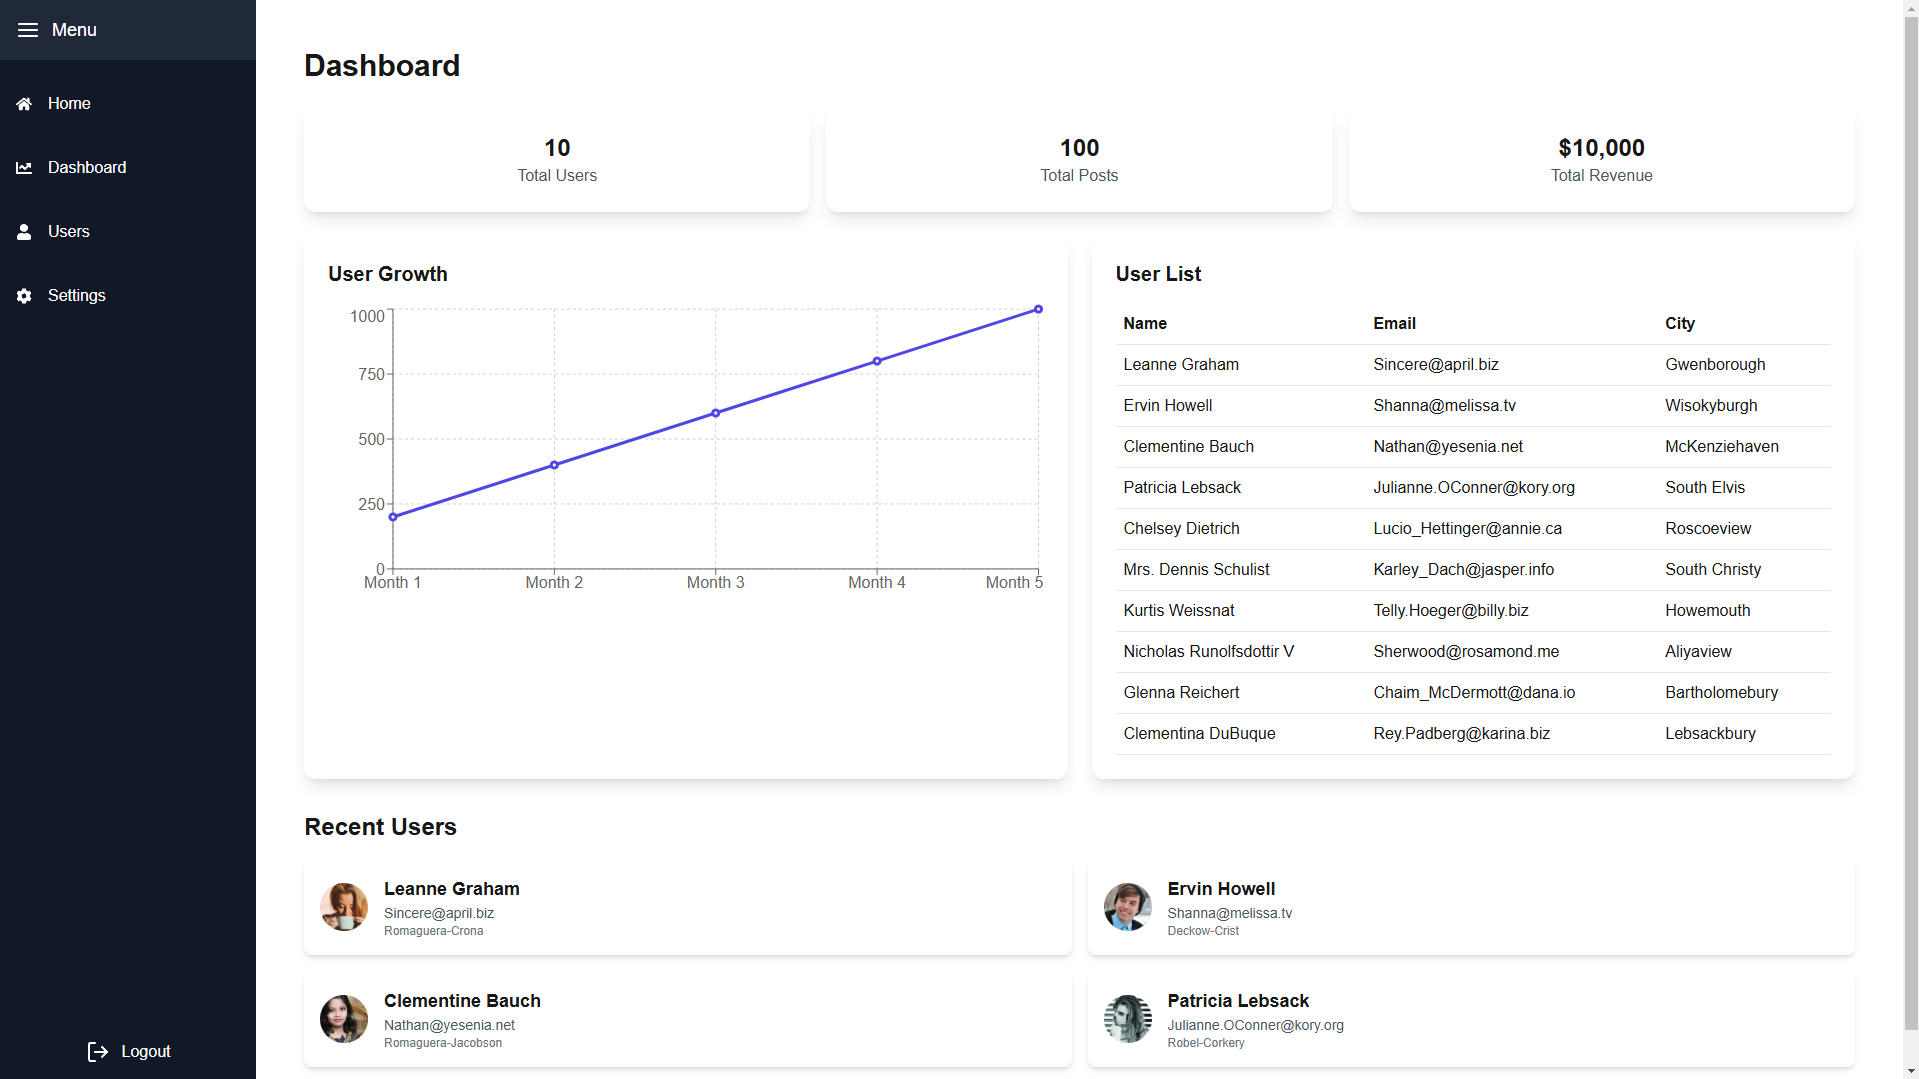 Menu
Home
Dashboard
Users
Settings
Logout
Dashboard
10
Total Users
100
Total Posts
$10,000
Total Revenue
User Growth
1000
750
500
250
0
Month 1 Month 2 Month 3 Month 4 Month 5
User List
Name Email City
Leanne Graham Sincere@april.biz Gwenborough
Ervin Howell Shanna@melissa.tv Wisokyburgh
Clementine Bauch Nathan@yesenia.net McKenziehaven
Patricia Lebsack Julianne.OConner@kory.org South Elvis
Chelsey Dietrich Lucio_Hettinger@annie.ca Roscoeview
Mrs. Dennis Schulist Karley_Dach@jasper.info South Christy
Kurtis Weissnat Telly.Hoeger@billy.biz Howemouth
Nicholas Runolfsdottir V Sherwood@rosamond.me Aliyaview
Glenna Reichert Chaim_McDermott@dana.io Bartholomebury
Clementina DuBuque Rey.Padberg@karina.biz Lebsackbury
Recent Users
Leanne Graham
Sincere@april.biz
Romaguera-Crona
Ervin Howell
Shanna@melissa.tv
Deckow-Crist
Clementine Bauch
Nathan@yesenia.net
Romaguera-Jacobson
Patricia Lebsack
Julianne.OConner@kory.org
Robel-Corkery